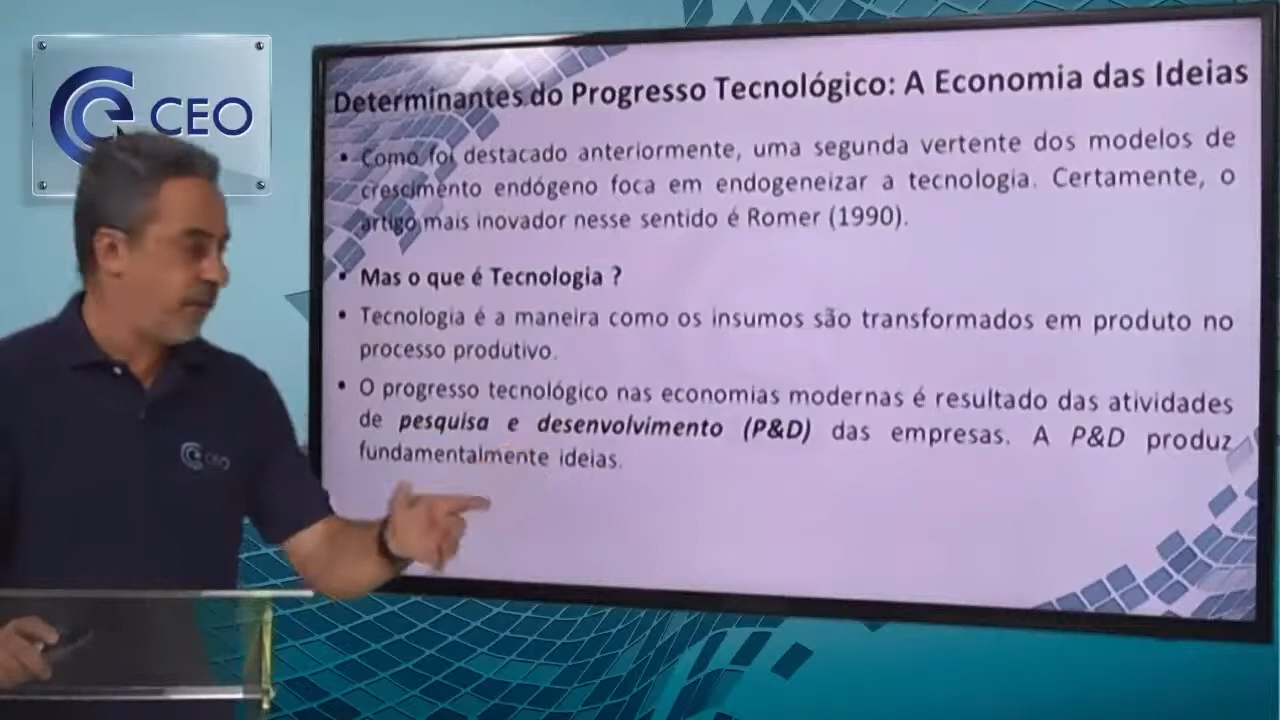 CEO
Determinantes do Progresso Tecnológico: A Economia das Ideias
• Como foi destacado anteriormente, uma segunda vertente dos modelos de
crescimento endógeno foca em endogeneizar a tecnologia. Certamente, o
artigo mais inovador nesse sentido é Romer (1990).
• Mas o que é Tecnologia ?
• Tecnologia é a maneira como os insumos são transformados em produto no
processo produtivo.
• O progresso tecnológico nas economias modernas é resultado das atividades
de pesquisa e desenvolvimento (P&D) das empresas. A P&D produz
fundamentalmente ideias.
CEO